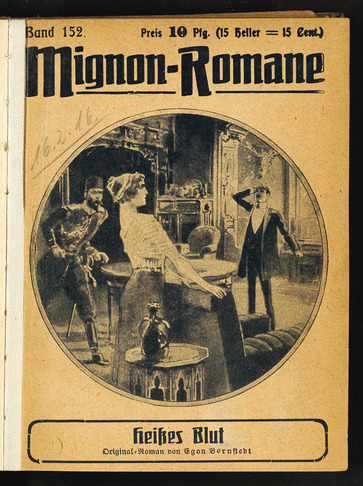 Band 152.
Preis 10 Pfg. (15 Heller = 15 Cent.)
Mignon-Romane
16.2.16.
Heißes Blut
Original-Roman von Egon Bornstedt